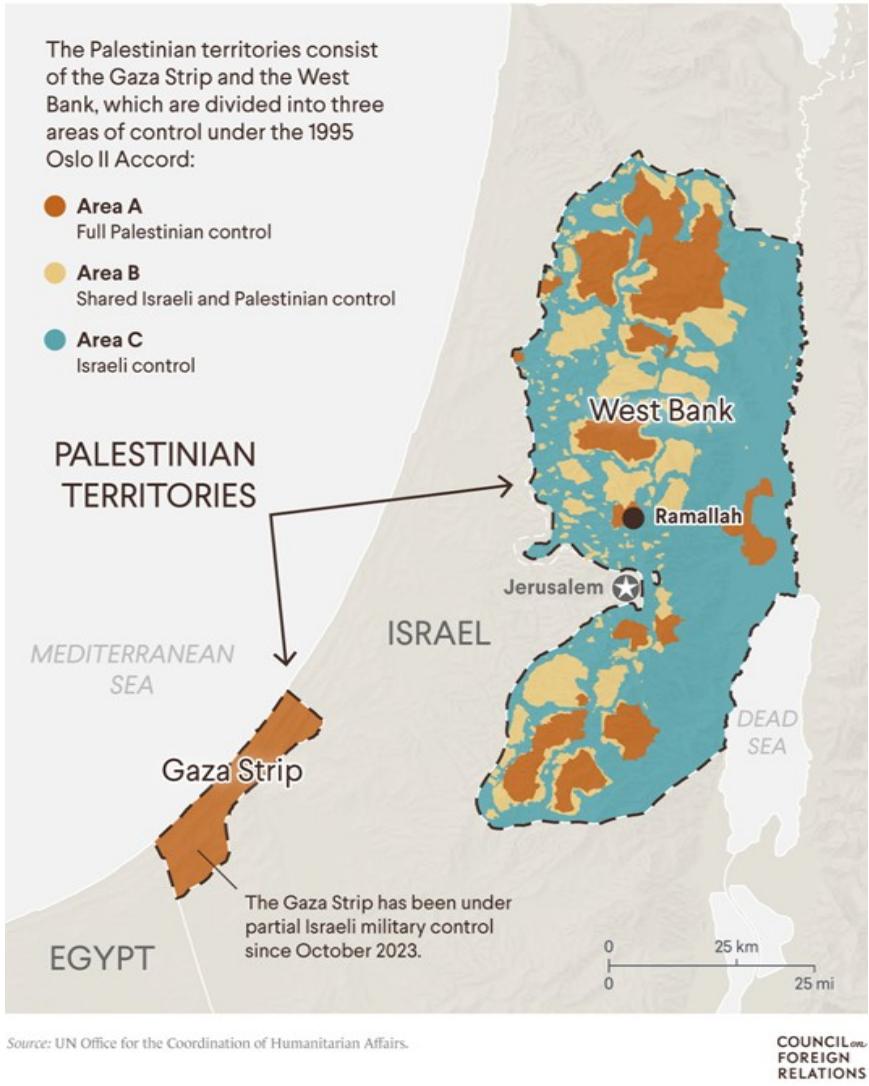 The Palestinian territories consist
of the Gaza Strip and the West
Bank, which are divided into three
areas of control under the 1995
Oslo II Accord:
Area A
Full Palestinian control
Area B
Shared Israeli and Palestinian control
Area C
Israeli control
PALESTINIAN
TERRITORIES
West Bank
Ramallah
Jerusalem
ISRAEL
MEDITERRANEAN
SEA
DEAD
SEA
Gaza Strip
The Gaza Strip has been under
partial Israeli military control
since October 2023.
EGYPT
0 25 km
0 25 mi
Source: UN Office for the Coordination of Humanitarian Affairs.
COUNCIL on
FOREIGN
RELATIONS